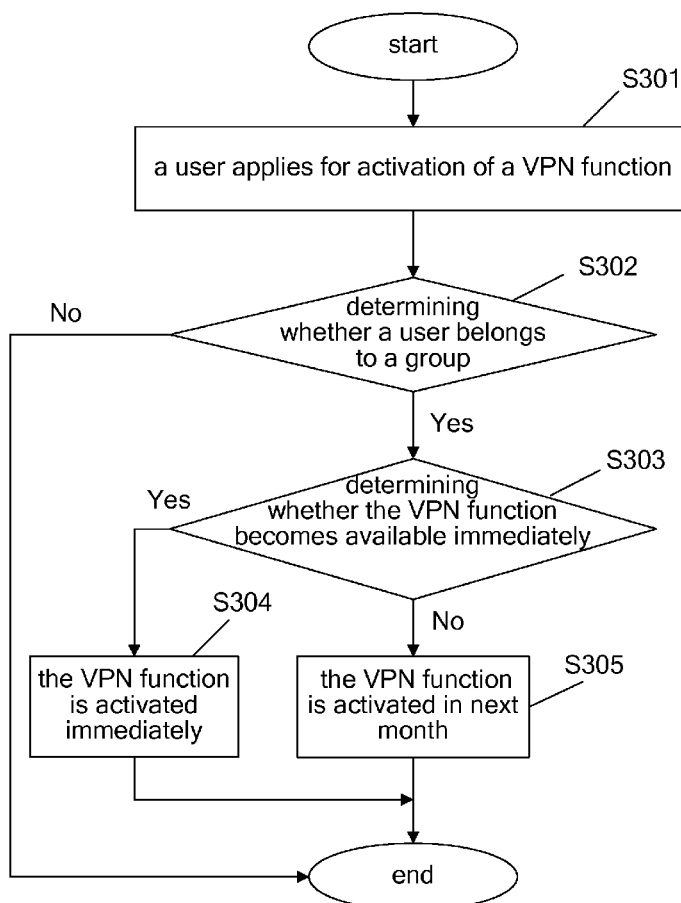 start
S301
a user applies for activation of a VPN function
S302
No
determining
whether a user belongs
to a group
Yes
S303
determining
whether the VPN function
becomes available immediately
Yes
S304
No
S305
the VPN function
is activated
immediately
the VPN function
is activated in next
month
end